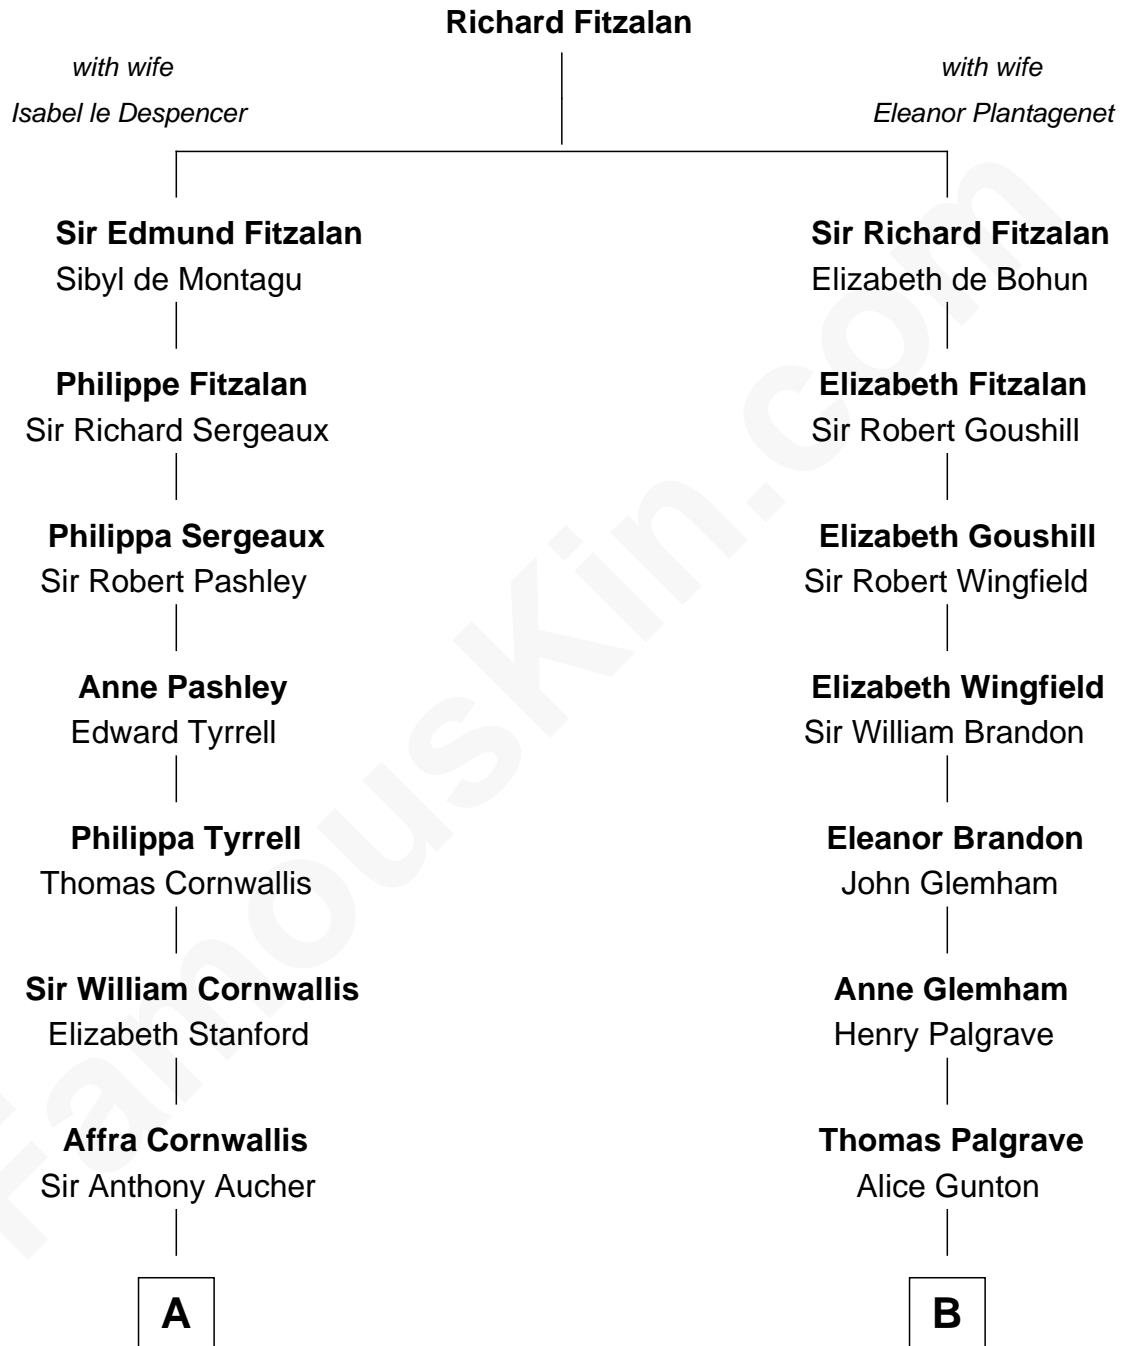 Richard Fitzalan
with wife
Isabel le Despencer
with wife
Eleanor Plantagenet
Sir Edmund Fitzalan
Sibyl de Montagu
Sir Richard Fitzalan
Elizabeth de Bohun
Philippe Fitzalan
Sir Richard Sergeaux
Elizabeth Fitzalan
Sir Robert Goushill
Philippa Sergeaux
Sir Robert Pashley
Elizabeth Goushill
Sir Robert Wingfield
Anne Pashley
Edward Tyrrell
Elizabeth Wingfield
Sir William Brandon
Philippa Tyrrell
Thomas Cornwallis
Eleanor Brandon
John Glemham
Sir William Cornwallis
Elizabeth Stanford
Anne Glemham
Henry Palgrave
Affra Cornwallis
Sir Anthony Aucher
Thomas Palgrave
Alice Gunton
A
B
FamousKin.com